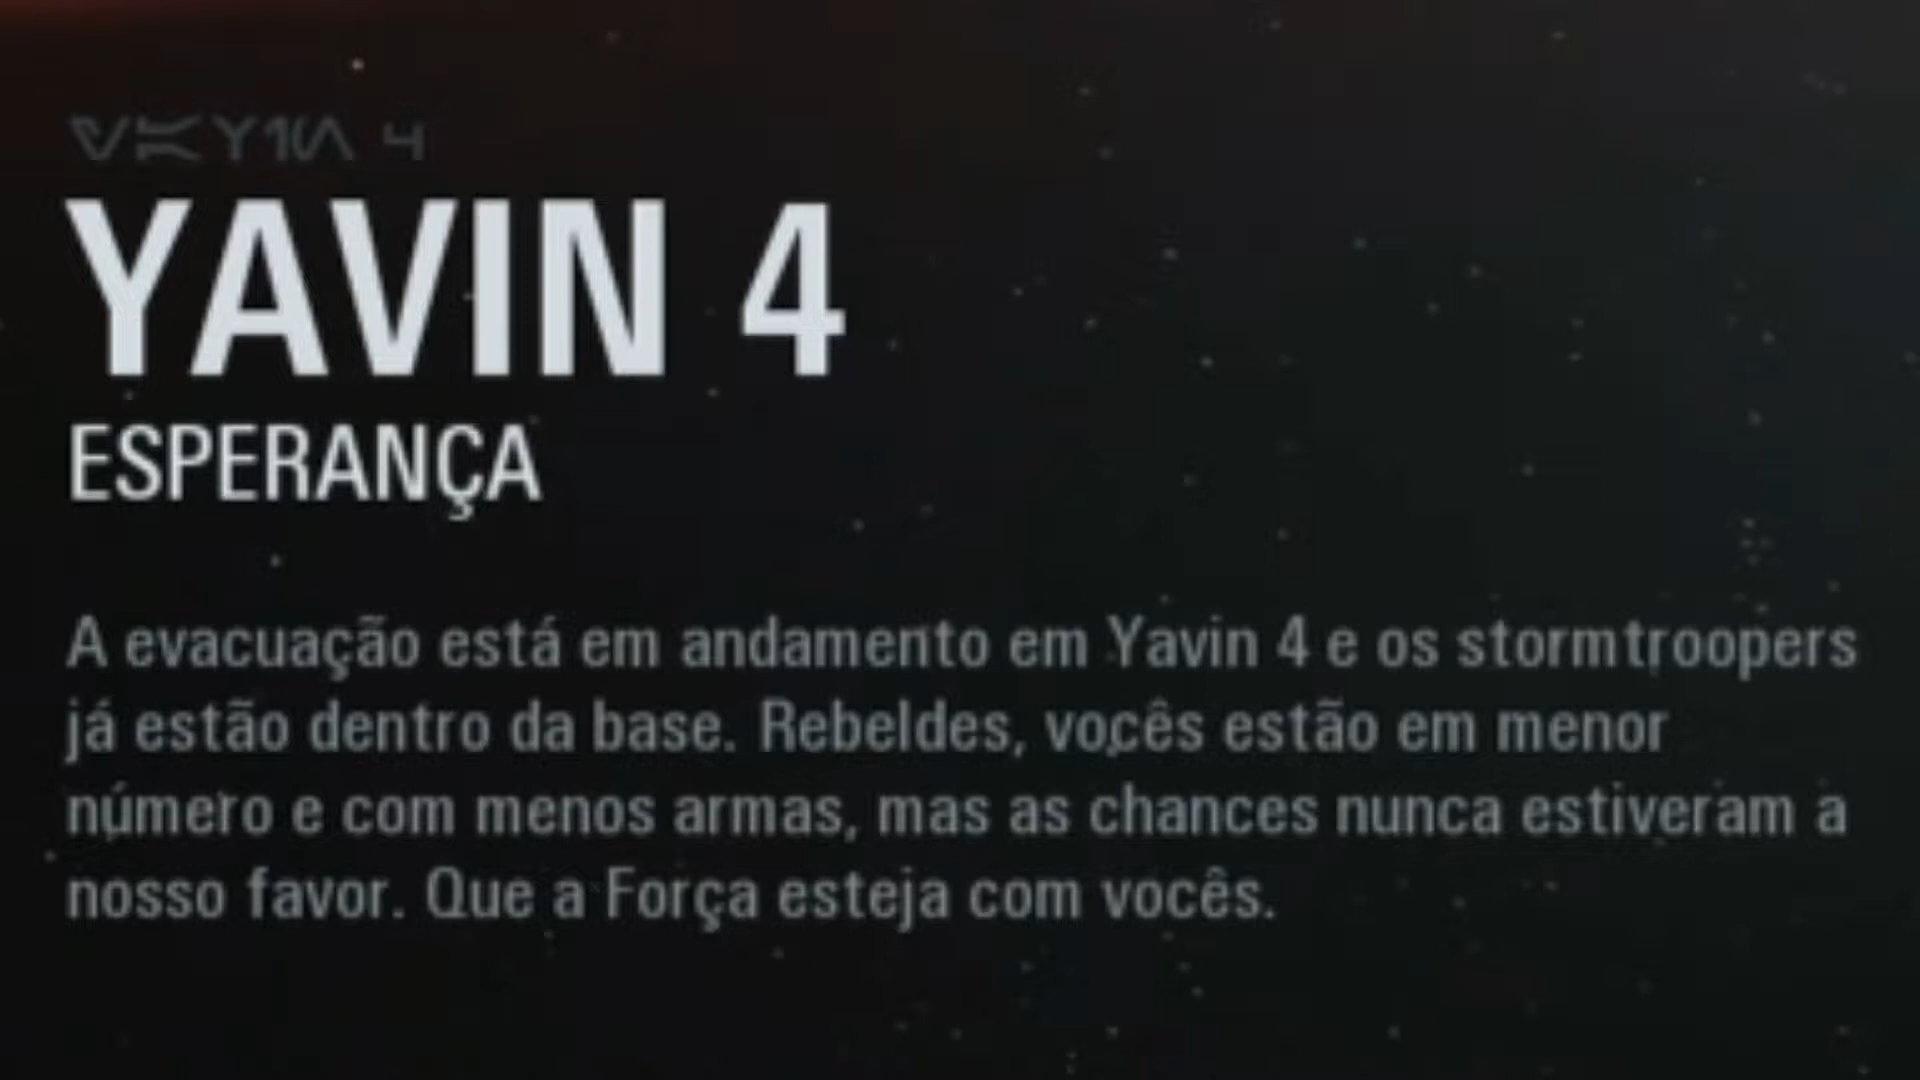 YAVIN 4
ESPERANÇA
A evacuação está em andamento em Yavin 4 e os stormtroopers
já estão dentro da base. Rebeldes, vocês estão em menor
número e com menos armas, mas as chances nunca estiveram a
nosso favor. Que a Força esteja com vocês.